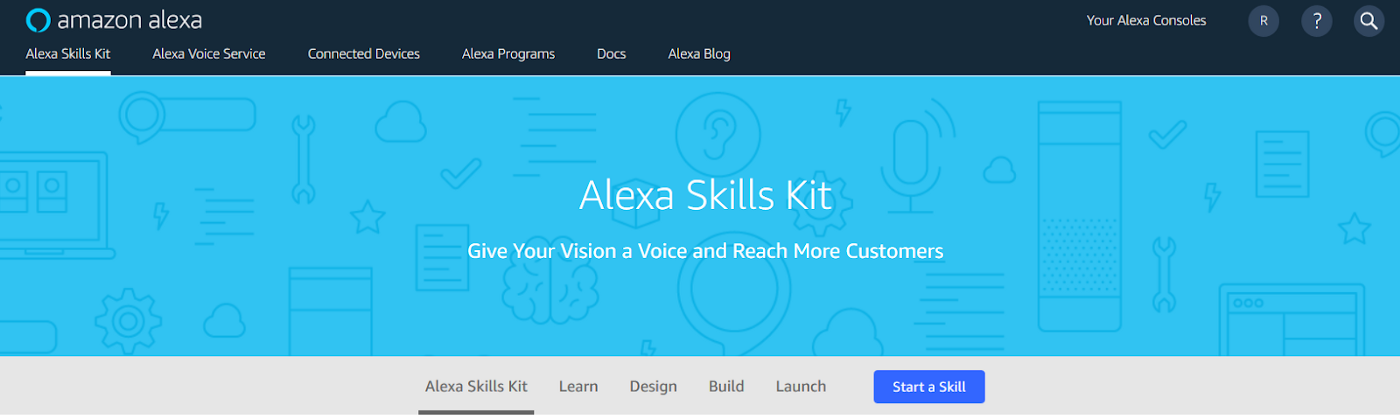 amazon alexa
Your Alexa Consoles R ?
Alexa Skills Kit Alexa Voice Service Connected Devices Alexa Programs Docs Alexa Blog
Alexa Skills Kit
Give Your Vision a Voice and Reach More Customers
Alexa Skills Kit Learn Design Build Launch Start a Skill